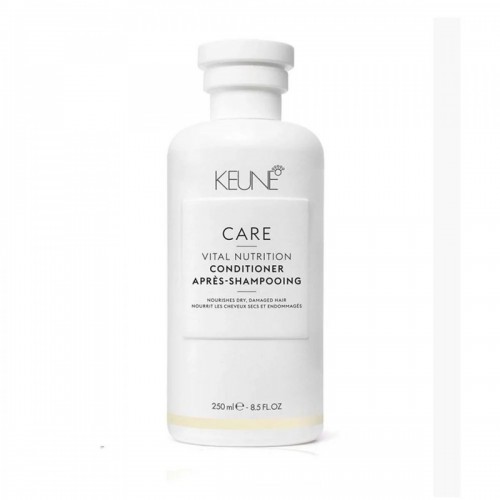 KEUNE
CARE
VITAL NUTRITION
CONDITIONER
APRÈS-SHAMPOOING
NOURISHES DRY, DAMAGED HAIR
NOURRIT LES CHEVEUX SECS ET ENDOMMAGÉS
250 ml ℮ - 8.5 FL.OZ